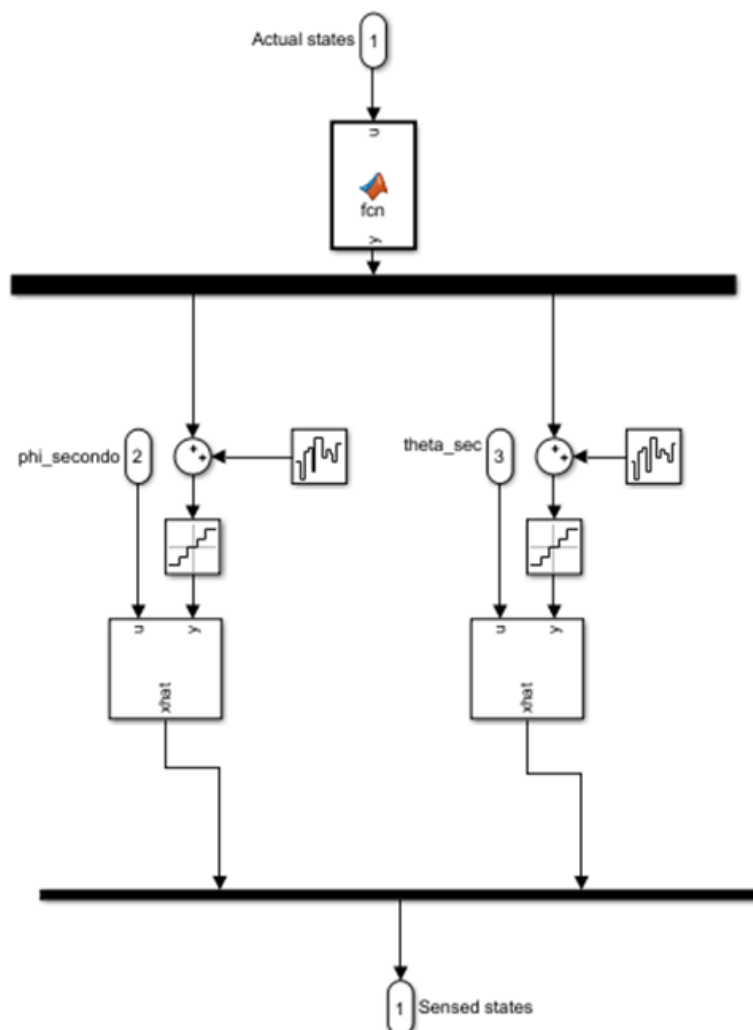 Actual states 1
u
fcn
y
phi_secondo 2
theta_sec 3
u y
u y
xhat
xhat
1 Sensed states